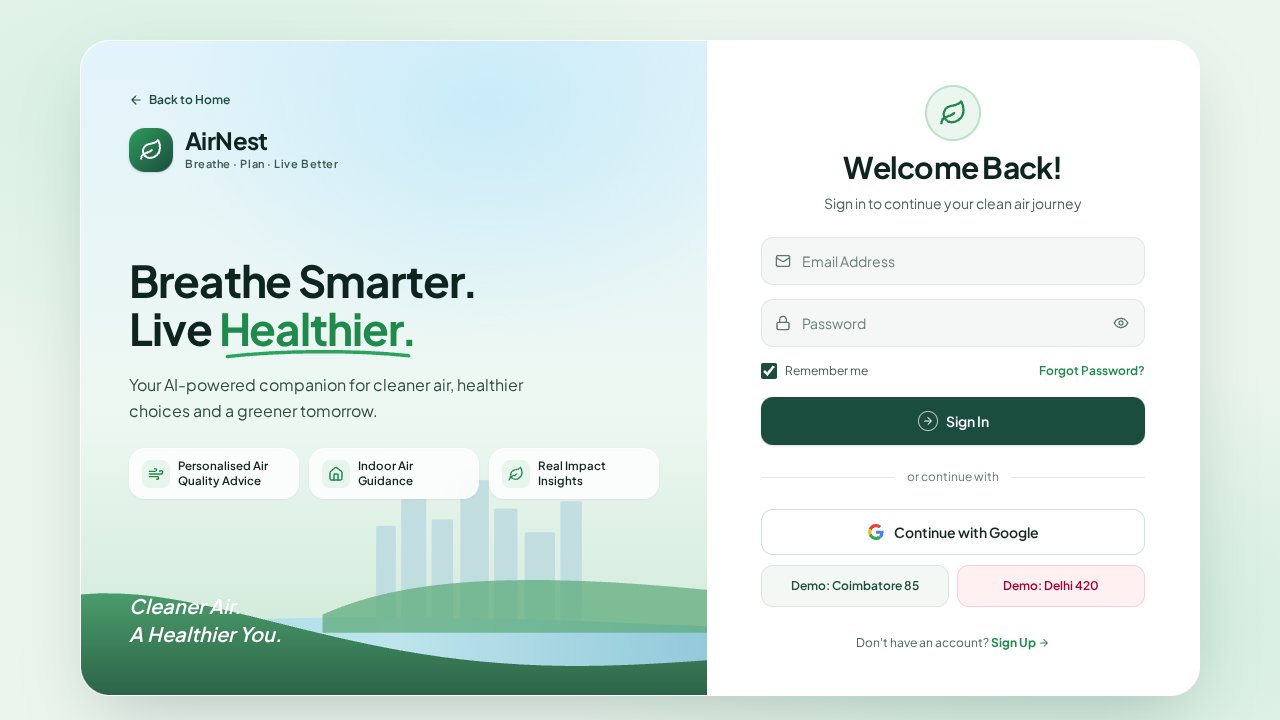 Back to Home
AirNest
Breathe · Plan · Live Better
Breathe Smarter.
Live Healthier.
Your AI-powered companion for cleaner air, healthier
choices and a greener tomorrow.
Personalised Air
Quality Advice
Indoor Air
Guidance
Real Impact
Insights
Cleaner Air.
A Healthier You.
Welcome Back!
Sign in to continue your clean air journey
Email Address
Password
Remember me
Forgot Password?
Sign In
or continue with
Continue with Google
Demo: Coimbatore 85
Demo: Delhi 420
Don't have an account? Sign Up →